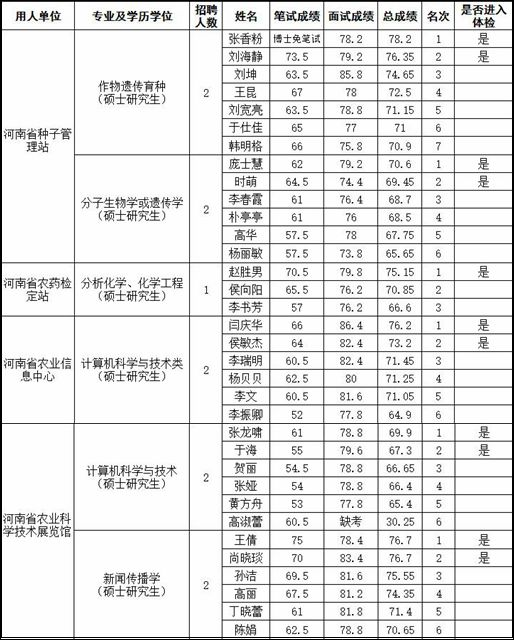 用人单位 专业及学历学位 招聘人数 姓名 笔试成绩 面试成绩 总成绩 名次 是否进入体检
河南省种子管理站 作物遗传育种（硕士研究生） 2 张香粉 博士免笔试 78.2 78.2 1 是
刘海静 73.5 79.2 76.35 2 是
刘坤 63.5 85.8 74.65 3
王昆 67 78 72.5 4
刘宽亮 63.5 78.8 71.15 5
于仕佳 65 77 71 6
韩明格 66 75.8 70.9 7
分子生物学或遗传学（硕士研究生） 2 庞士慧 62 79.2 70.6 1 是
时萌 64.5 74.4 69.45 2 是
李春霞 61 76.4 68.7 3
朴亭亭 61 76 68.5 4
高华 57.5 78 67.75 5
杨丽敏 57.5 73.8 65.65 6
河南省农药检定站 分析化学、化学工程（硕士研究生） 1 赵胜男 70.5 79.8 75.15 1 是
侯向阳 65.5 76.2 70.85 2
李书芳 57 76.2 66.6 3
河南省农业信息中心 计算机科学与技术类（硕士研究生） 2 闫庆华 66 86.4 76.2 1 是
侯敏杰 64 82.4 73.2 2 是
李瑞明 60.5 82.4 71.45 3
杨贝贝 62.5 80 71.25 4
李文 60.5 81.6 71.05 5
李振卿 52 77.8 64.9 6
河南省农业科学技术展览馆 计算机科学与技术（硕士研究生） 2 张龙啸 61 78.8 69.9 1 是
于海 55 79.6 67.3 2 是
贺丽 54.5 78.8 66.65 3
张娅 54 78.8 66.4 4
黄方舟 53 77.8 65.4 5
高淑蕾 60.5 缺考 30.25 6
新闻传播学（硕士研究生） 2 王倩 75 78.4 76.7 1 是
尚晓琰 70 83.4 76.7 2 是
孙洁 69.5 81.6 75.55 3
高丽 67.5 81.2 74.35 4
丁晓蕾 61 81.8 71.4 5
陈娟 62.5 78.8 70.65 6